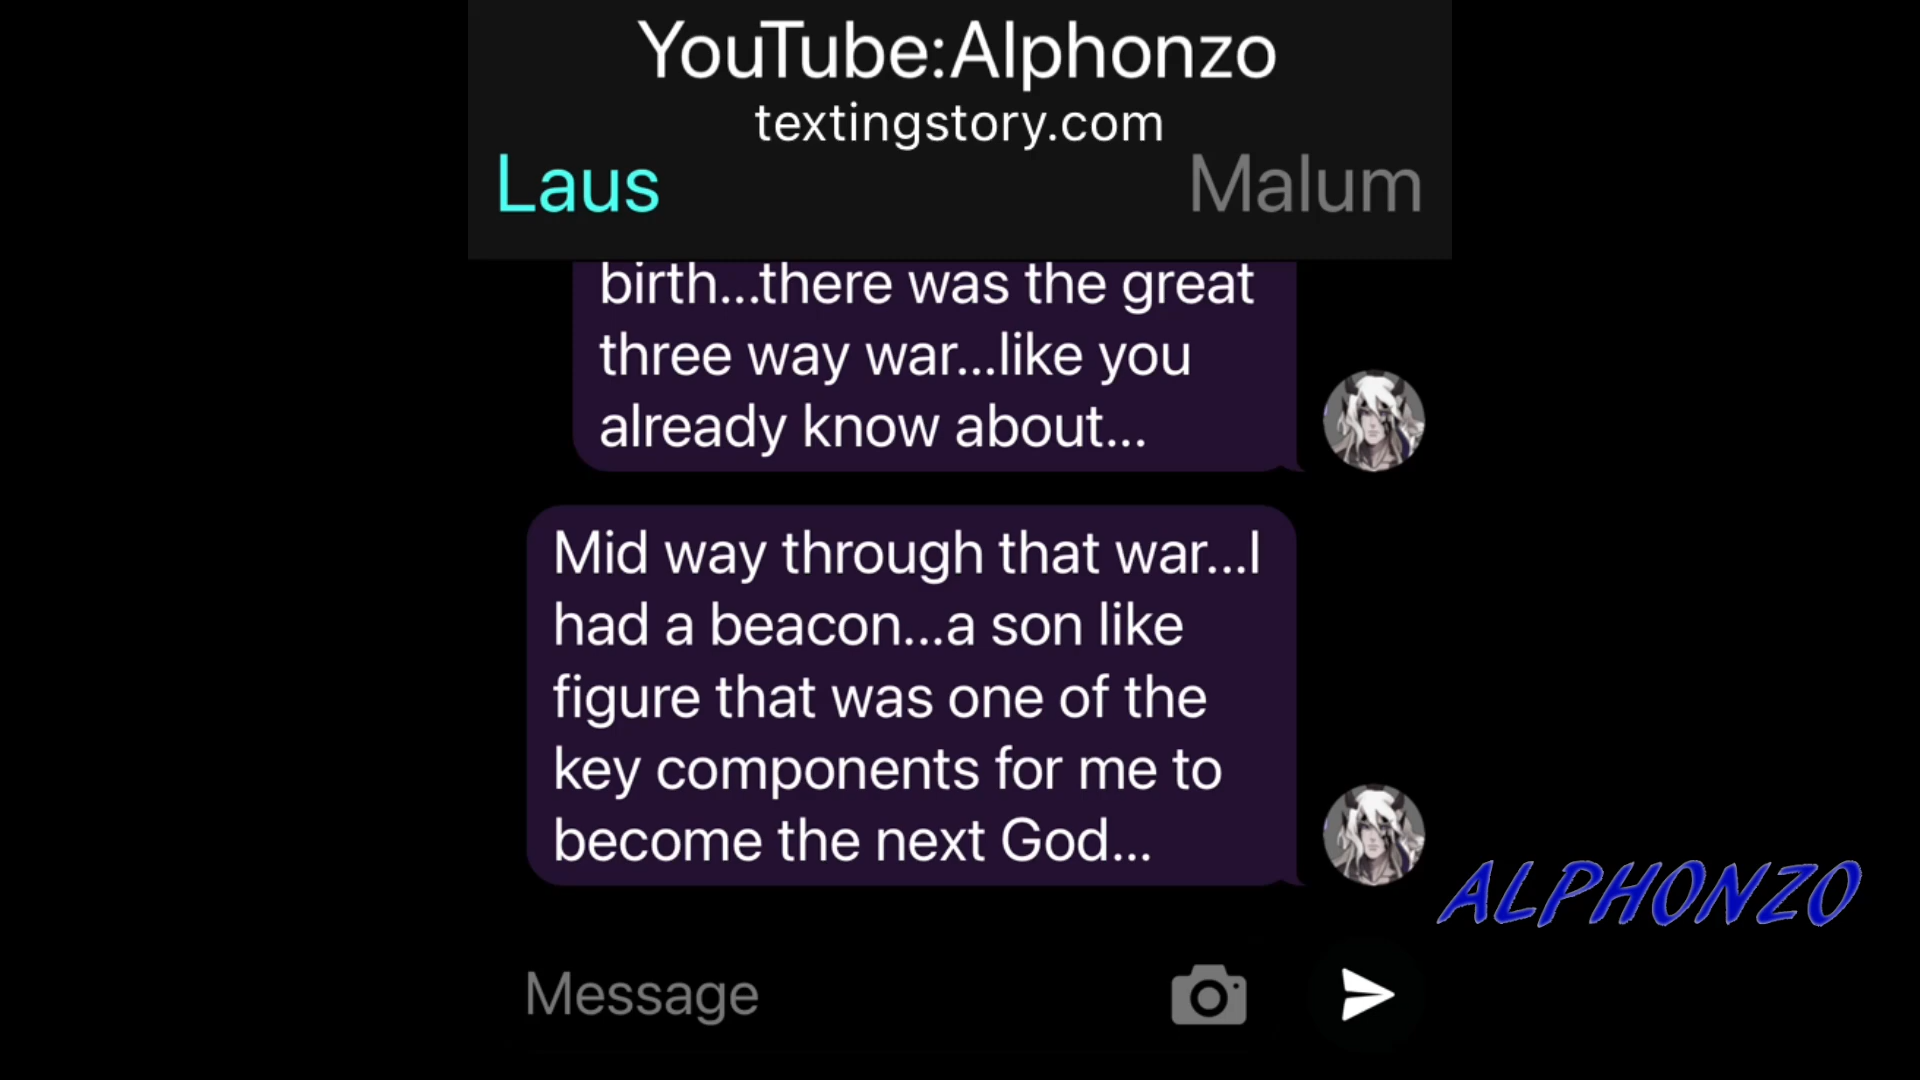 YouTube:Alphonzo
textingstory.com
Laus
Malum
birth...there was the great
three way war...like you
already know about...
Mid way through that war...I
had a beacon...a son like
figure that was one of the
key components for me to
become the next God...
ALPHONZO
Message